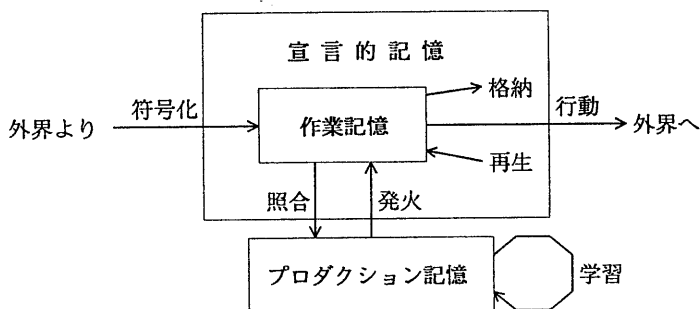 宣言的記憶
格納
符号化
行動
外界より
作業記憶
外界へ
再生
照合
発火
プロダクション記憶
学習